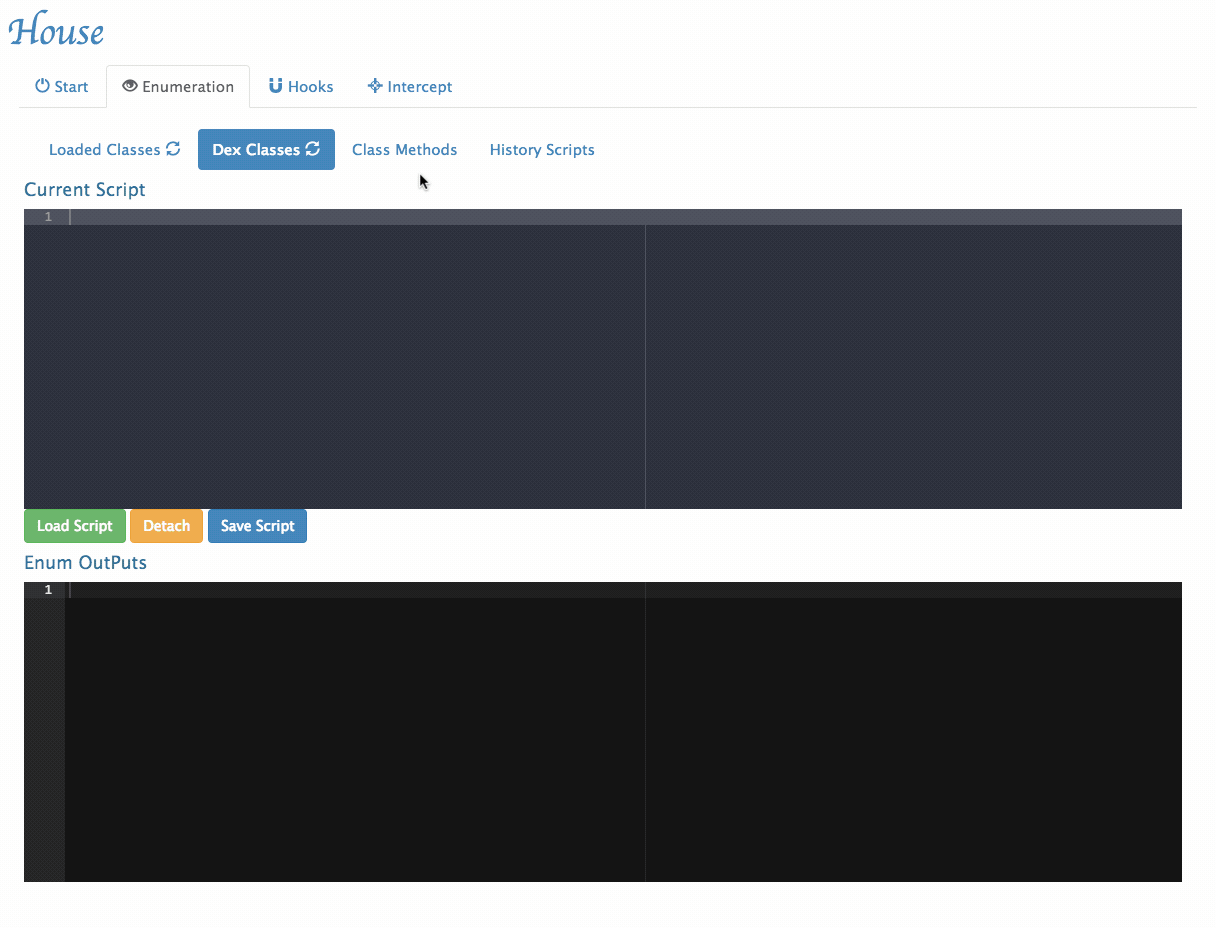 House
Start Enumeration Hooks Intercept
Loaded Classes Dex Classes Class Methods History Scripts
Current Script
1
Load Script Detach Save Script
Enum OutPuts
1